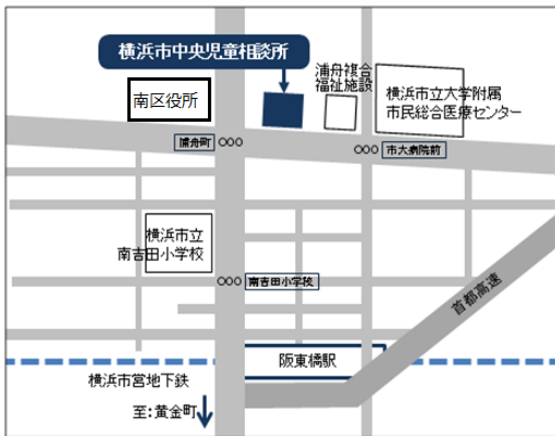 横浜市中央児童相談所
浦舟複合
福祉施設
南区役所
横浜市立大学附属
市民総合医療センター
浦舟町
市大病院前
横浜市立
南吉田小学校
南吉田小学校
首都高速
阪東橋駅
横浜市営地下鉄
至:黄金町